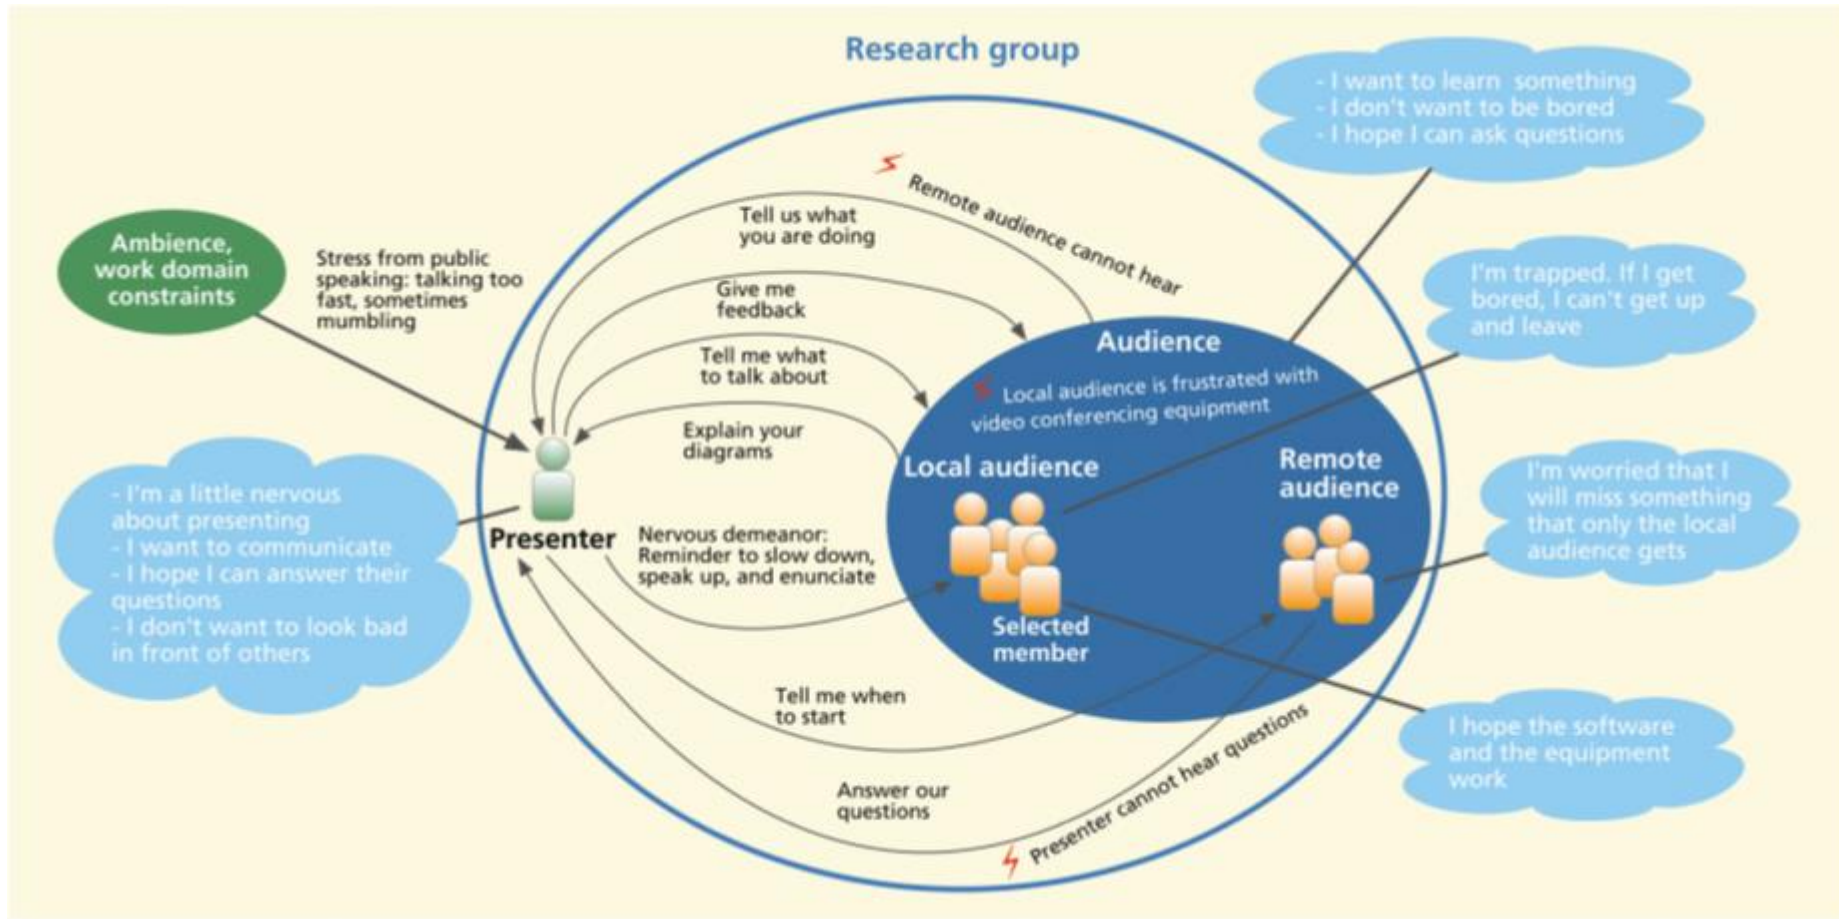 Research group
- I want to learn  something
- I don't want to be bored
- I hope I can ask questions
Remote audience cannot hear
Tell us what
you are doing
Ambience,
work domain
constraints
Stress from public
speaking: talking too
fast, sometimes
mumbling
Give me
feedback
I'm trapped. If I get
bored, I can't get up
and leave
Audience
Local audience is frustrated with
video conferencing equipment
Tell me what
to talk about
Explain your
diagrams
Local audience
Remote
audience
I'm worried that I
will miss something
that only the local
audience gets
- I'm a little nervous
about presenting
- I want to communicate
- I hope I can answer their
questions
- I don't want to look bad
in front of others
Presenter
Nervous demeanor:
Reminder to slow down,
speak up, and enunciate
Selected
member
Tell me when
to start
I hope the software
and the equipment
work
Answer our
questions
Presenter cannot hear questions